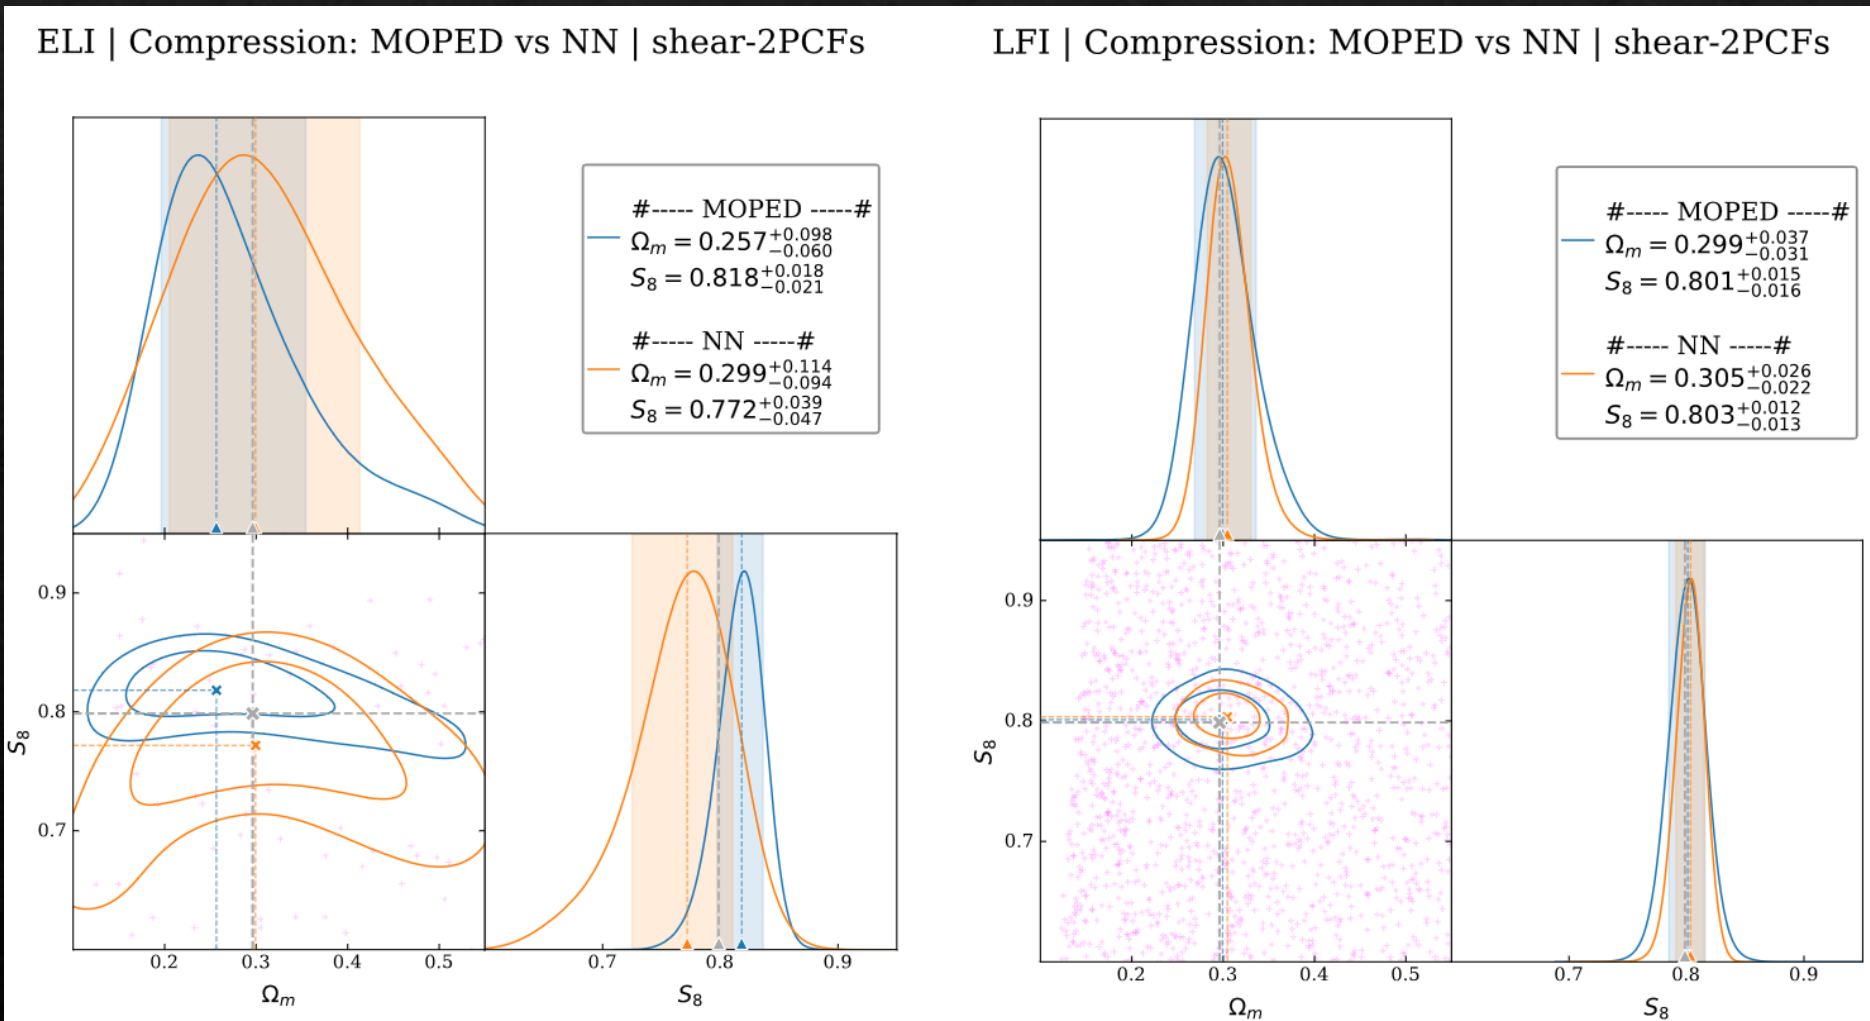 ELI | Compression: MOPED vs NN | shear-2PCFs
#----- MOPED -----#
Ωₘ = 0.257 +0.098 −0.060
S₈ = 0.818 +0.018 −0.021
#----- NN -----#
Ωₘ = 0.299 +0.114 −0.094
S₈ = 0.772 +0.039 −0.047
0.9
0.8
0.7
S₈
0.2 0.3 0.4 0.5
Ωₘ
0.7 0.8 0.9
S₈
LFI | Compression: MOPED vs NN | shear-2PCFs
#----- MOPED -----#
Ωₘ = 0.299 +0.037 −0.031
S₈ = 0.801 +0.015 −0.016
#----- NN -----#
Ωₘ = 0.305 +0.026 −0.022
S₈ = 0.803 +0.012 −0.013
0.9
0.8
0.7
S₈
0.2 0.3 0.4 0.5
Ωₘ
0.7 0.8 0.9
S₈